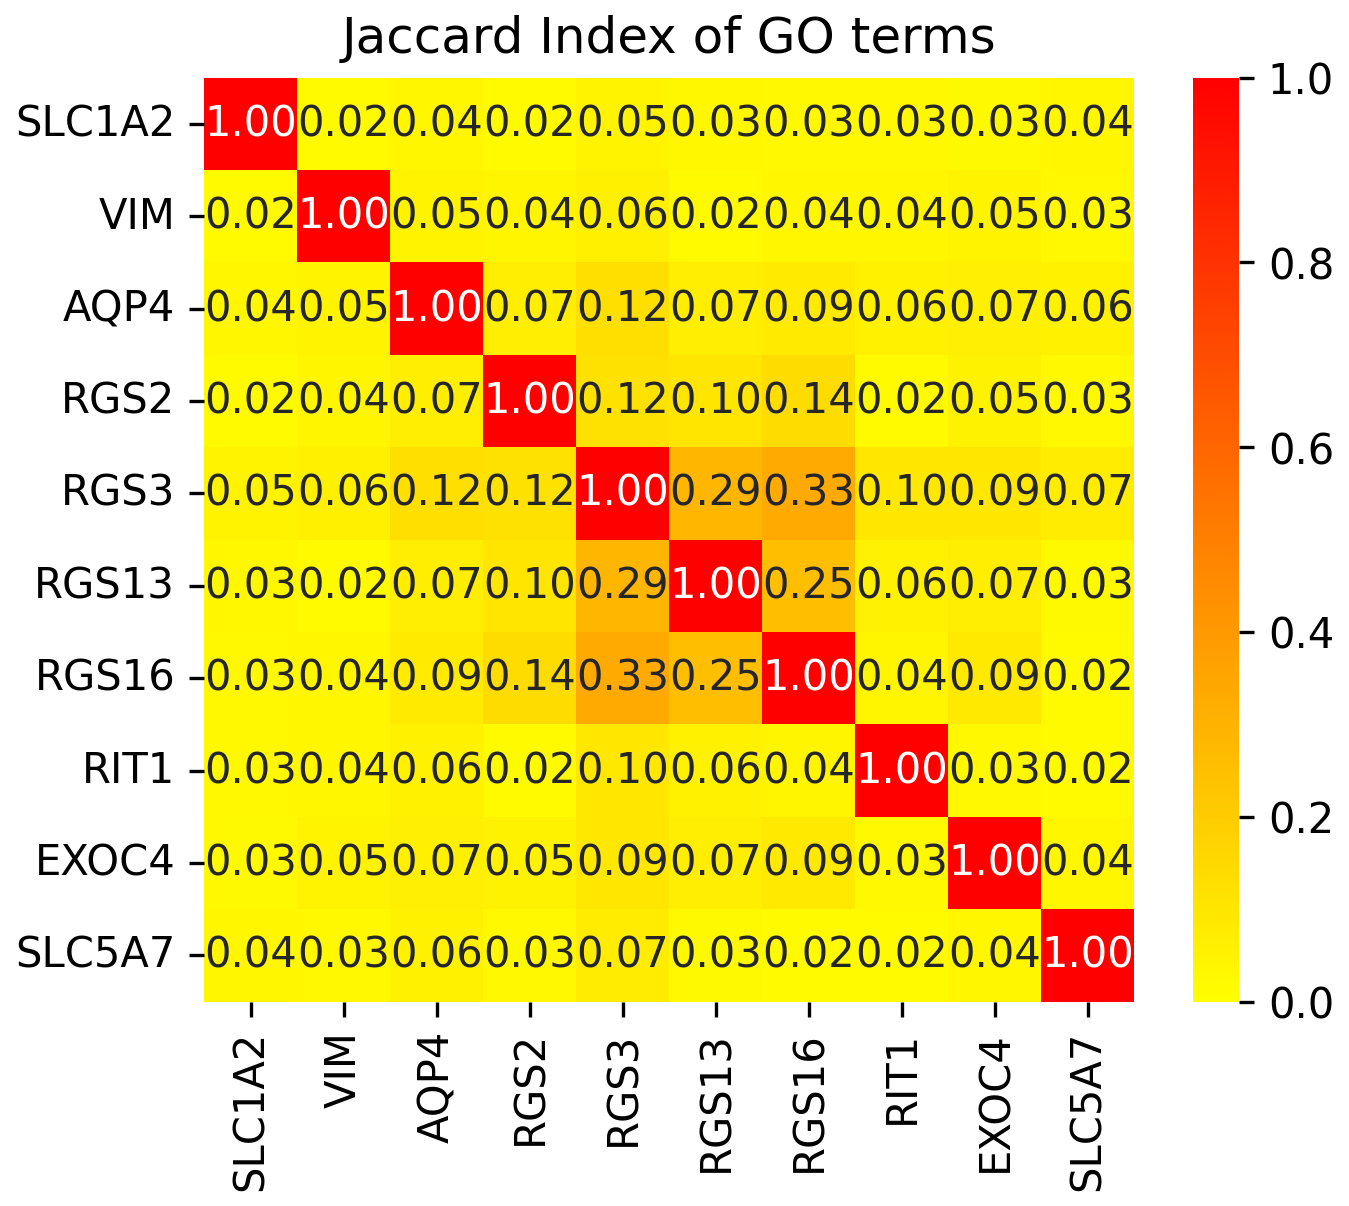 Jaccard Index of GO terms
SLC1A2 1.00 0.02 0.04 0.02 0.05 0.03 0.03 0.03 0.03 0.04
VIM 0.02 1.00 0.05 0.04 0.06 0.02 0.04 0.04 0.05 0.03
AQP4 0.04 0.05 1.00 0.07 0.12 0.07 0.09 0.06 0.07 0.06
RGS2 0.02 0.04 0.07 1.00 0.12 0.10 0.14 0.02 0.05 0.03
RGS3 0.05 0.06 0.12 0.12 1.00 0.29 0.33 0.10 0.09 0.07
RGS13 0.03 0.02 0.07 0.10 0.29 1.00 0.25 0.06 0.07 0.03
RGS16 0.03 0.04 0.09 0.14 0.33 0.25 1.00 0.04 0.09 0.02
RIT1 0.03 0.04 0.06 0.02 0.10 0.06 0.04 1.00 0.03 0.02
EXOC4 0.03 0.05 0.07 0.05 0.09 0.07 0.09 0.03 1.00 0.04
SLC5A7 0.04 0.03 0.06 0.03 0.07 0.03 0.02 0.02 0.04 1.00
SLC1A2 VIM AQP4 RGS2 RGS3 RGS13 RGS16 RIT1 EXOC4 SLC5A7
1.0
0.8
0.6
0.4
0.2
0.0